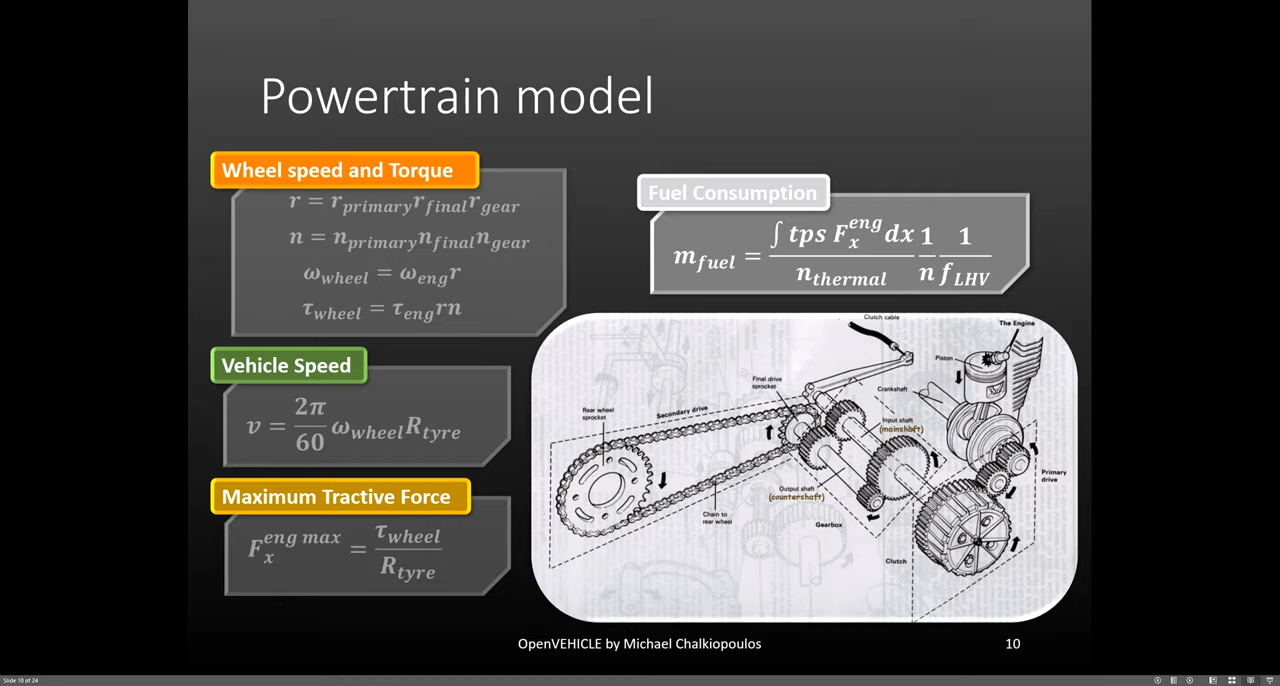 Powertrain model
Wheel speed and Torque
r = r_primary r_final r_gear
n = n_primary n_final n_gear
ω_wheel = ω_eng r
τ_wheel = τ_eng rn
Vehicle Speed
v = 2π/60 ω_wheel R_tyre
Maximum Tractive Force
F_x^eng max = τ_wheel / R_tyre
Fuel Consumption
m_fuel = ∫ tps F_x^eng dx / n_thermal 1/n 1/f_LHV
Clutch cable
The Engine
Piston
Final drive
sprocket
Crankshaft
Rear wheel
sprocket
Secondary drive
Input shaft
(mainshaft)
Primary
drive
Output shaft
(countershaft)
Chain to
rear wheel
Gearbox
Clutch
OpenVEHICLE by Michael Chalkiopoulos
10
Slide 10 of 24